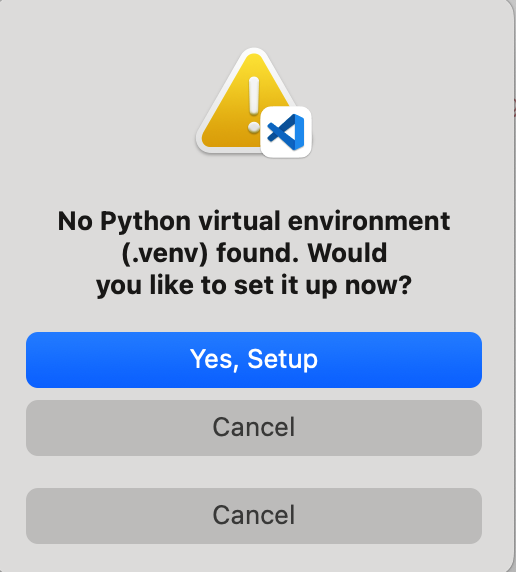 No Python virtual environment
(.venv) found. Would
you like to set it up now?
Yes, Setup
Cancel
Cancel